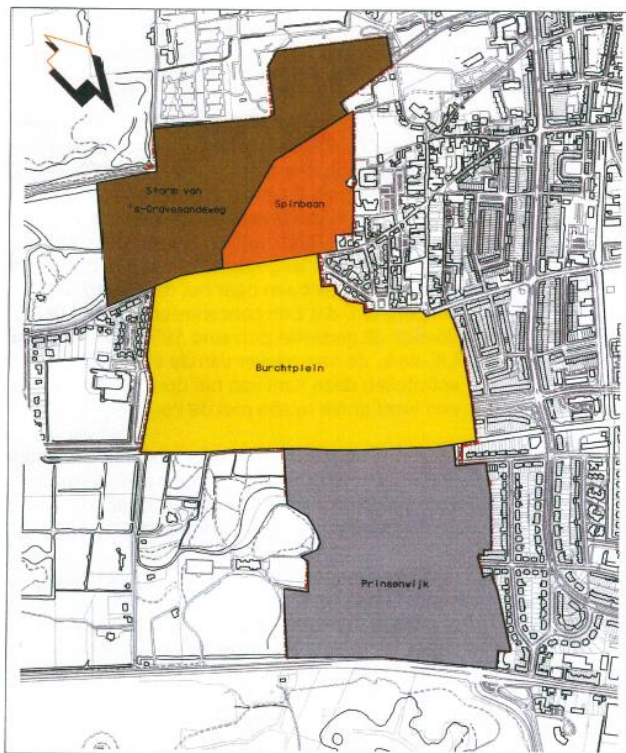 Storm van
's-Gravesandeweg
Spinbaan
Burchtplein
Prinsenwijk